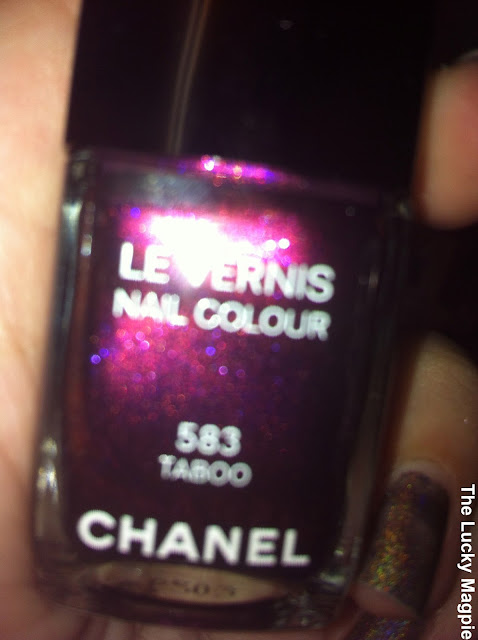 LE VERNIS
NAIL COLOUR
583
TABOO
CHANEL
The Lucky Magpie